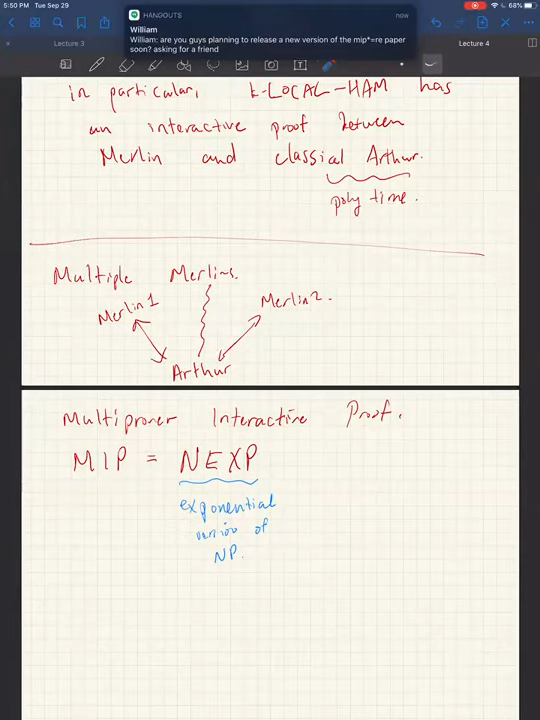 5:50 PM Tue Sep 29
68%
HANGOUTS
now
William
William: are you guys planning to release a new version of the mip*=re paper
soon? asking for a friend
Lecture 3
Lecture 4
in particular, k-LOCAL-HAM has
an interactive proof between
Merlin and classial Arthur.
poly time.
Multiple Merlins.
Merlin 1
Merlin 2.
Arthur
Multiprover Interactive Proof.
MIP = NEXP
exponential
version of
NP.